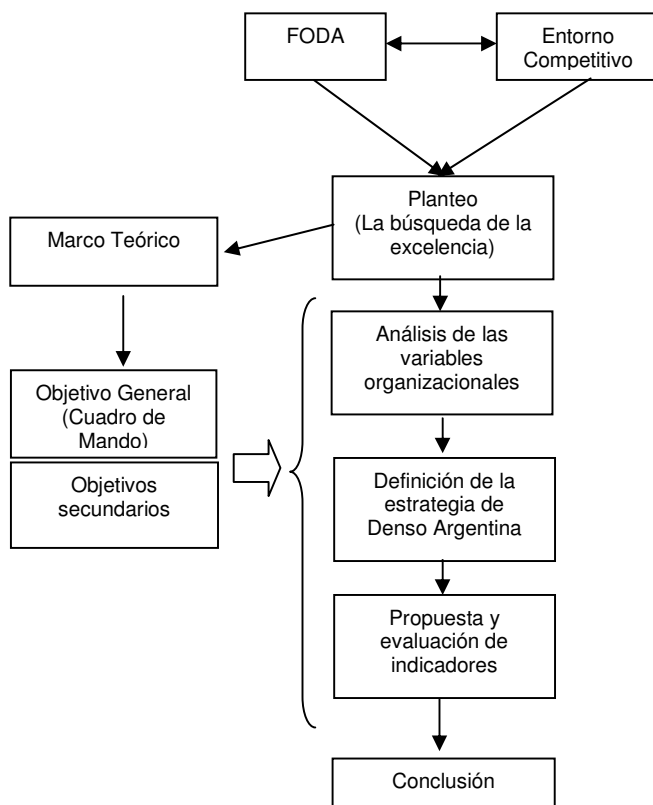 FODA
Entorno
Competitivo
Planteo
(La búsqueda de la
excelencia)
Marco Teórico
Análisis de las
variables
organizacionales
Objetivo General
(Cuadro de
Mando)
Objetivos
secundarios
Definición de la
estrategia de
Denso Argentina
Propuesta y
evaluación de
indicadores
Conclusión